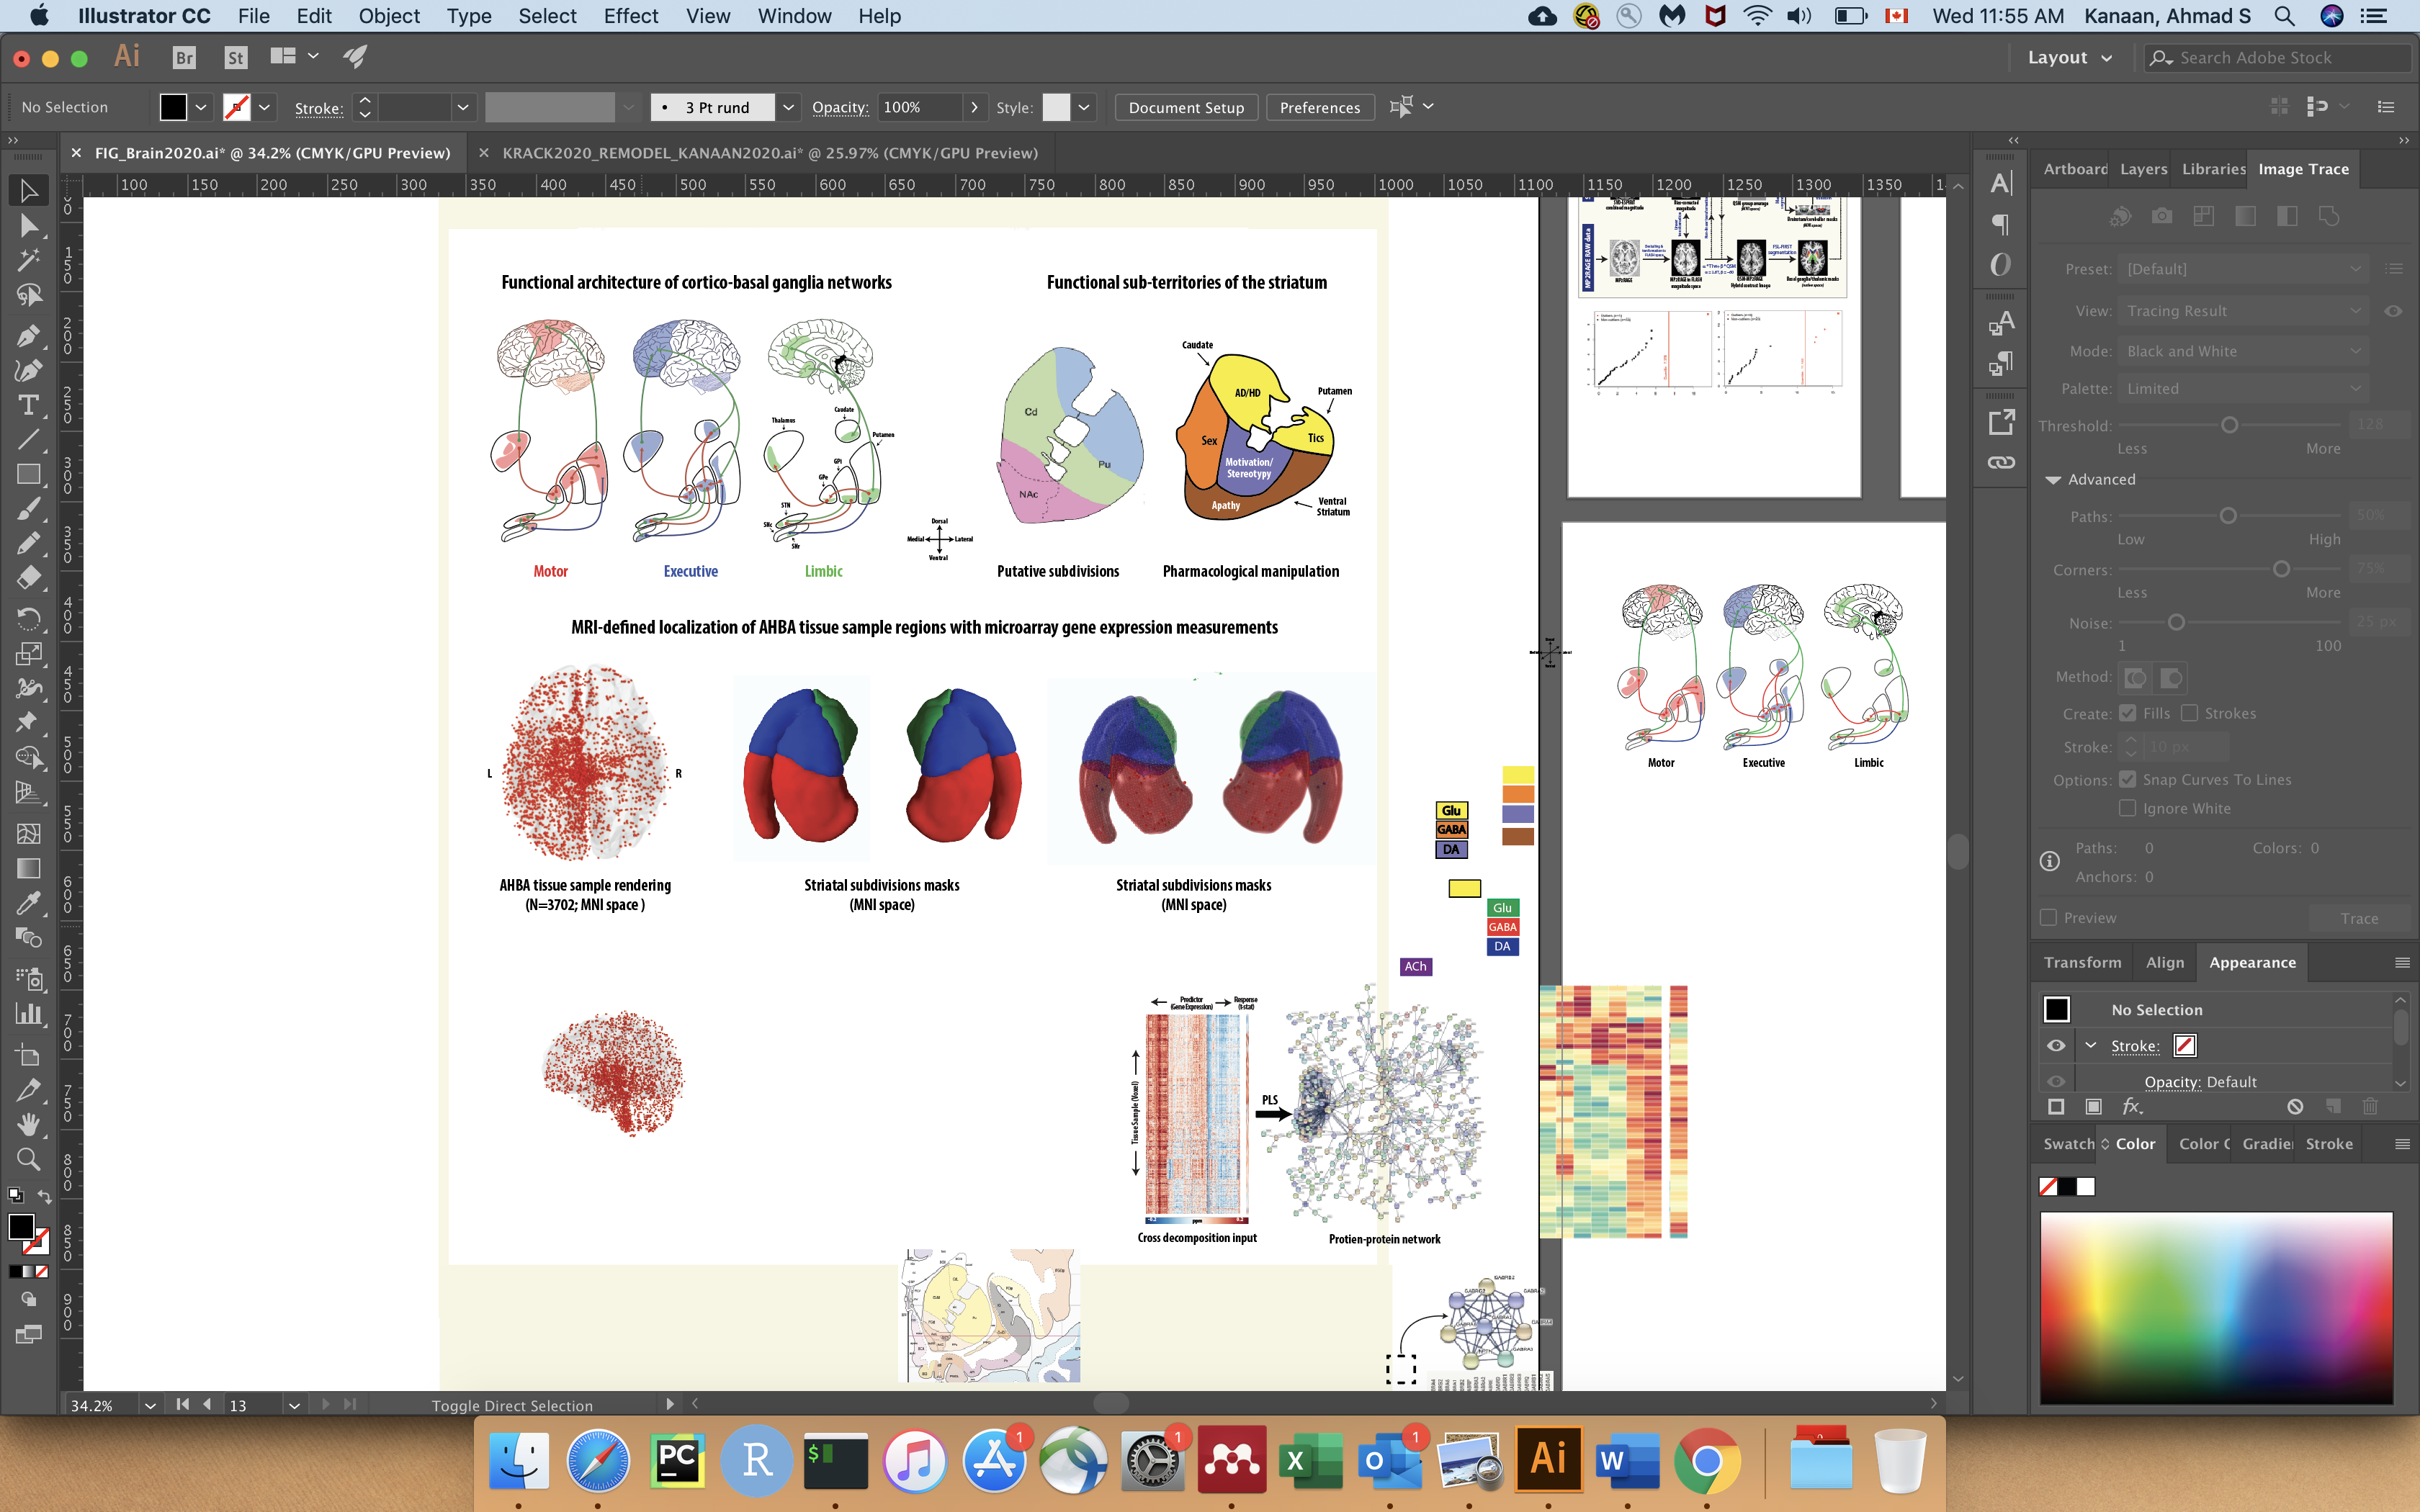 Illustrator CC File Edit Object Type Select Effect View Window Help
Wed 11:55 AM Kanaan, Ahmad S
Ai Br St
Layout
Search Adobe Stock
No Selection
Stroke:
3 Pt rund
Opacity: 100%
Style:
Document Setup
Preferences
FIG_Brain2020.ai* @ 34.2% (CMYK/GPU Preview)
KRACK2020_REMODEL_KANAAN2020.ai* @ 25.97% (CMYK/GPU Preview)
100 150 200 250 300 350 400 450 500 550 600 650 700 750 800 850 900 950 1000 1050 1100 1150 1200 1250 1300 1350
Functional architecture of cortico-basal ganglia networks
Functional sub-territories of the striatum
Thalamus
Caudate
Putamen
GPi
GPe
STN
SNc
SNr
Dorsal
Medial
Lateral
Ventral
Motor
Executive
Limbic
Cd
Pu
NAc
Putative subdivisions
Caudate
AD/HD
Putamen
Sex
Tics
Motivation/
Stereotypy
Apathy
Ventral
Striatum
Pharmacological manipulation
MRI-defined localization of AHBA tissue sample regions with microarray gene expression measurements
L
R
AHBA tissue sample rendering
(N=3702; MNI space )
Striatal subdivisions masks
(MNI space)
Striatal subdivisions masks
(MNI space)
Glu
GABA
DA
Glu
GABA
DA
ACh
Predictor
(Gene Expression)
Response
(t-stat)
Tissue Sample (Voxel)
PLS
Cross decomposition input
Protien-protein network
MP2RAGE RAW data
MP2RAGE
Motor
Executive
Limbic
34.2%
13
Toggle Direct Selection
Artboard
Layers
Libraries
Image Trace
Preset: [Default]
View: Tracing Result
Mode: Black and White
Palette: Limited
Threshold: 128
Less More
Advanced
Paths: 50%
Low High
Corners: 75%
Less More
Noise: 25 px
1 100
Method:
Create: Fills Strokes
Stroke: 10 px
Options: Snap Curves To Lines
Ignore White
Paths: 0 Colors: 0
Anchors: 0
Preview
Trace
Transform
Align
Appearance
No Selection
Stroke:
Opacity: Default
fx
Swatch
Color
Color
Gradie
Stroke
PC
R
$
1
1
X
O
1
Ai
W